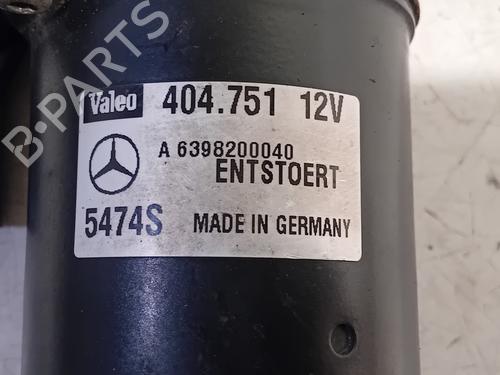 B-PARTS
Valeo 404.751 12V
A 6398200040
ENTSTOERT
5474S MADE IN GERMANY